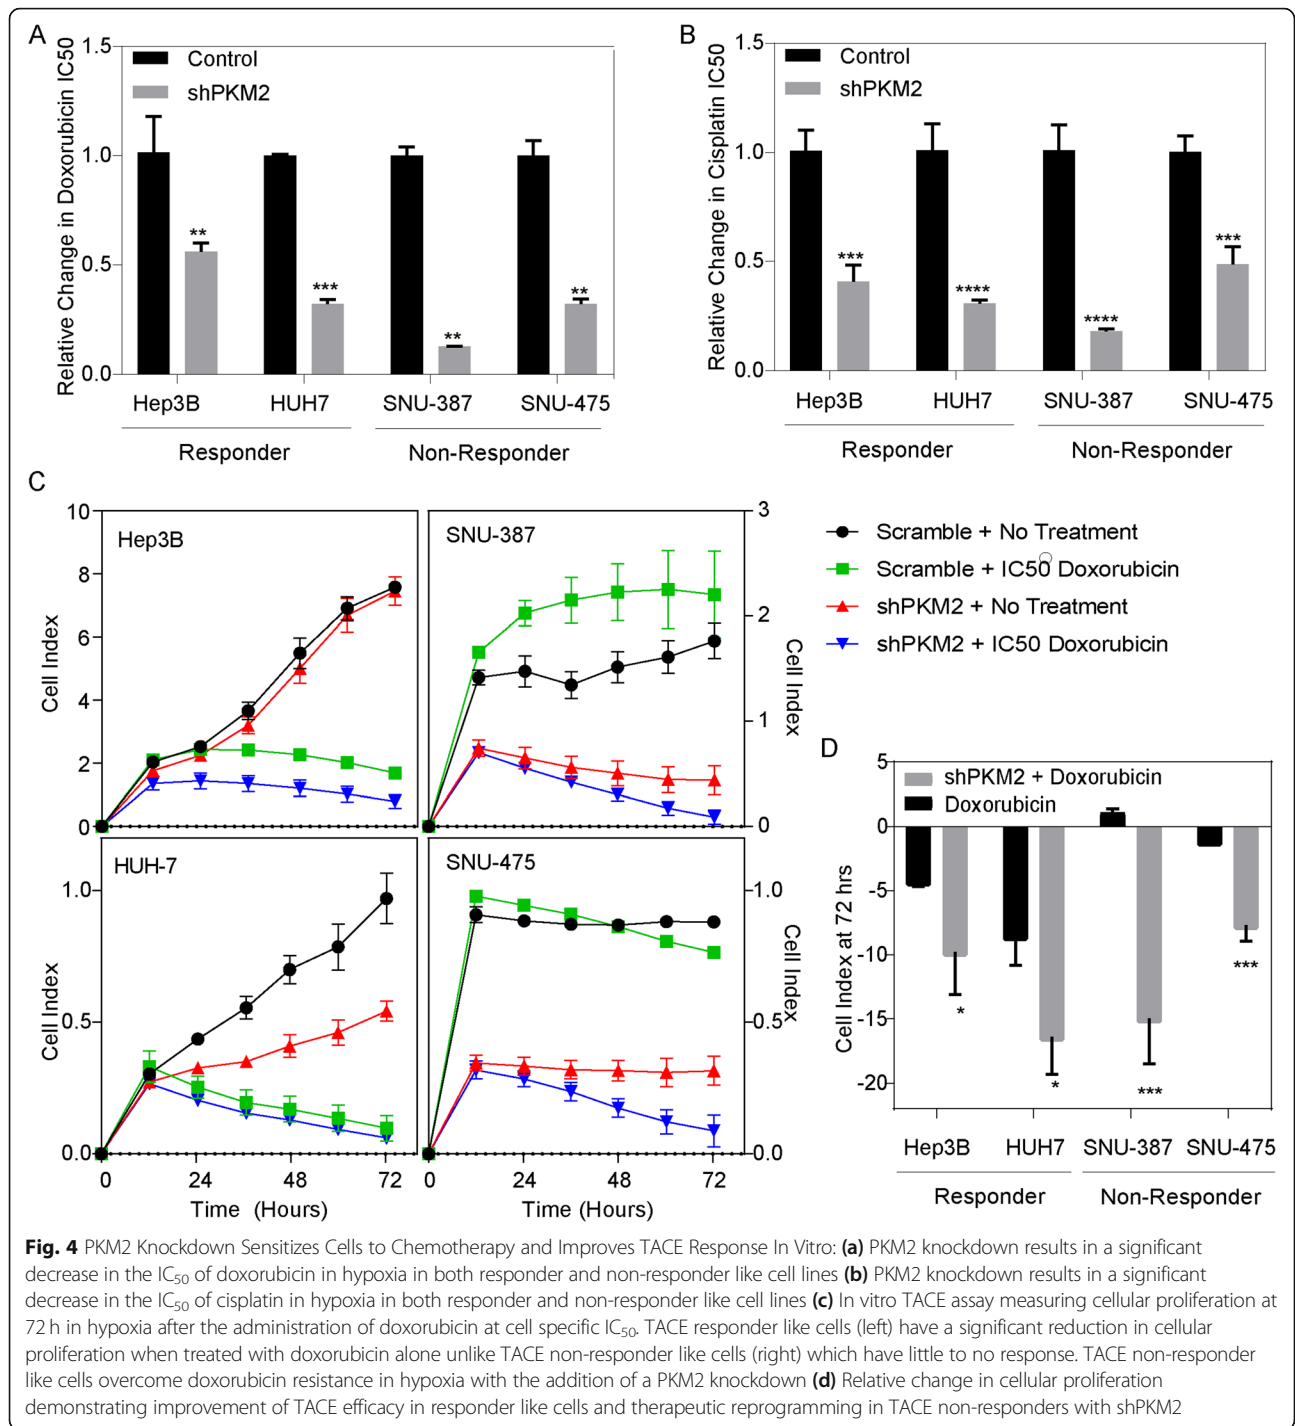 A
1.5
1.0
0.5
0.0
Relative Change in Doxorubicin IC50
Control
shPKM2
**
***
**
**
Hep3B HUH7 SNU-387 SNU-475
Responder Non-Responder
B
1.5
1.0
0.5
0.0
Relative Change in Cisplatin IC50
Control
shPKM2
***
****
****
***
Hep3B HUH7 SNU-387 SNU-475
Responder Non-Responder
C
10
8
6
4
2
0
Cell Index
Hep3B
SNU-387
3
2
1
0
Cell Index
Scramble + No Treatment
Scramble + IC50 Doxorubicin
shPKM2 + No Treatment
shPKM2 + IC50 Doxorubicin
HUH-7
1.0
0.5
0.0
Cell Index
0 24 48 72
Time (Hours)
SNU-475
1.0
0.5
0.0
Cell Index
0 24 48 72
Time (Hours)
D
5
0
-5
-10
-15
-20
Cell Index at 72 hrs
shPKM2 + Doxorubicin
Doxorubicin
*
*
***
***
Hep3B HUH7 SNU-387 SNU-475
Responder Non-Responder
Fig. 4 PKM2 Knockdown Sensitizes Cells to Chemotherapy and Improves TACE Response In Vitro: (a) PKM2 knockdown results in a significant
decrease in the IC50 of doxorubicin in hypoxia in both responder and non-responder like cell lines (b) PKM2 knockdown results in a significant
decrease in the IC50 of cisplatin in hypoxia in both responder and non-responder like cell lines (c) In vitro TACE assay measuring cellular proliferation at
72 h in hypoxia after the administration of doxorubicin at cell specific IC50. TACE responder like cells (left) have a significant reduction in cellular
proliferation when treated with doxorubicin alone unlike TACE non-responder like cells (right) which have little to no response. TACE non-responder
like cells overcome doxorubicin resistance in hypoxia with the addition of a PKM2 knockdown (d) Relative change in cellular proliferation
demonstrating improvement of TACE efficacy in responder like cells and therapeutic reprogramming in TACE non-responders with shPKM2